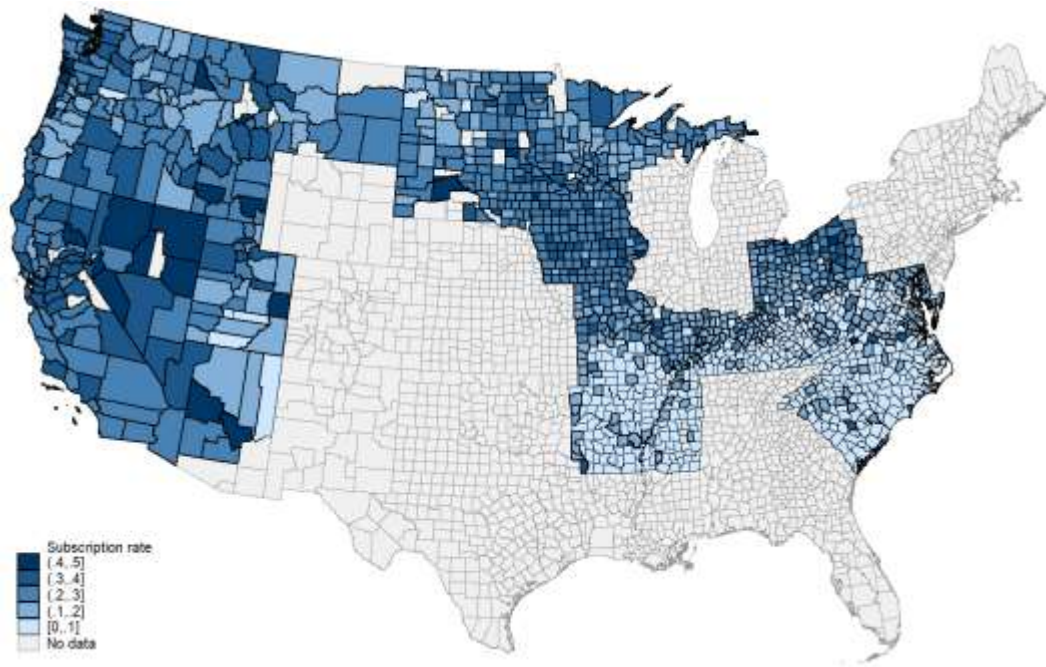 Subscription rate
(.4,.5]
(.3,.4]
(.2,.3]
(.1,.2]
[0,.1]
No data